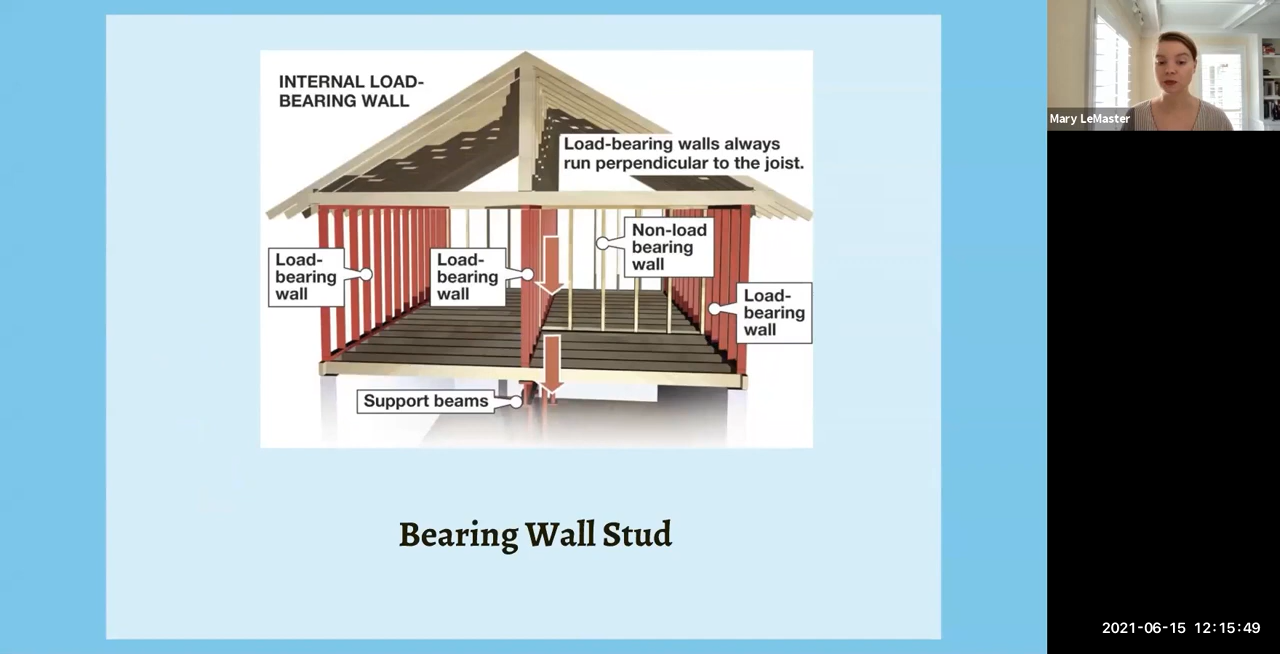 INTERNAL LOAD-
BEARING WALL
Load-bearing walls always
run perpendicular to the joist.
Load-
bearing
wall
Load-
bearing
wall
Non-load
bearing
wall
Load-
bearing
wall
Support beams
Bearing Wall Stud
Mary LeMaster
2021-06-15 12:15:49